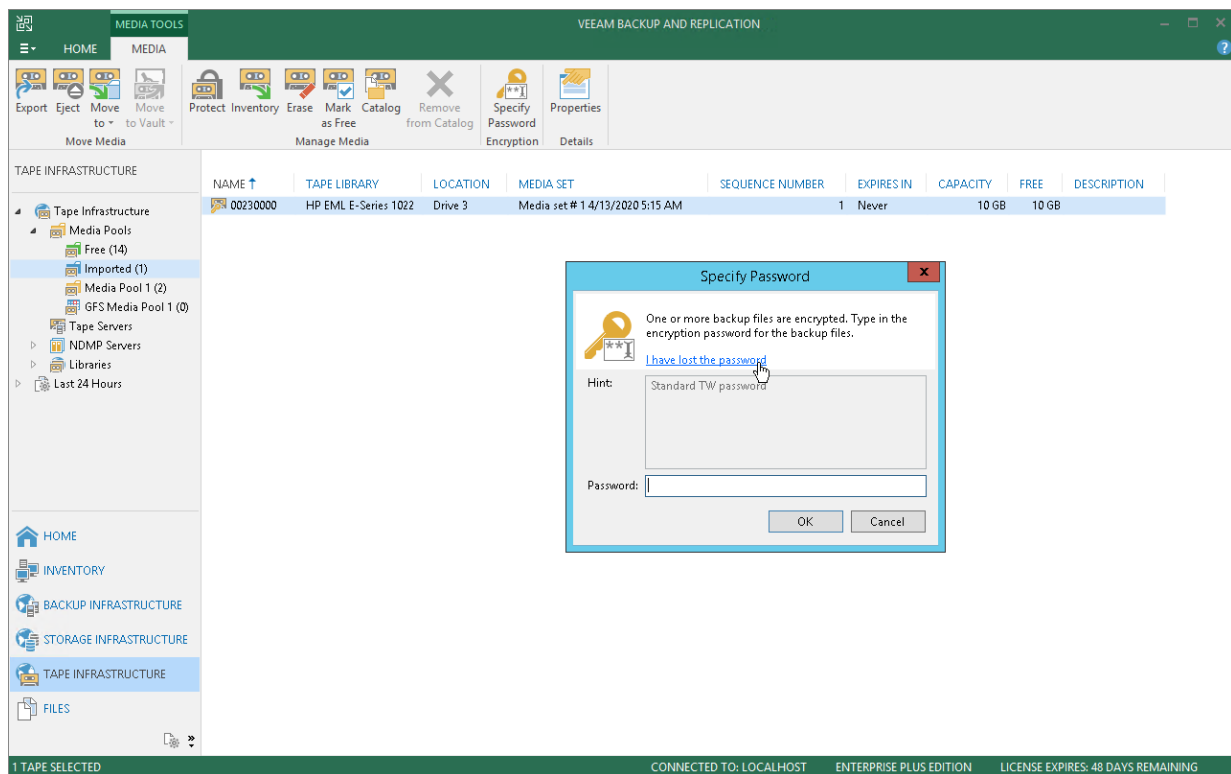 MEDIA TOOLS
VEEAM BACKUP AND REPLICATION
HOME MEDIA
Export Eject Move to Move to Vault
Move Media
Protect Inventory Erase Mark as Free Catalog Remove from Catalog
Manage Media
Specify Password
Encryption
Properties
Details
TAPE INFRASTRUCTURE
Tape Infrastructure
Media Pools
Free (14)
Imported (1)
Media Pool 1 (2)
GFS Media Pool 1 (0)
Tape Servers
NDMP Servers
Libraries
Last 24 Hours
NAME TAPE LIBRARY LOCATION MEDIA SET SEQUENCE NUMBER EXPIRES IN CAPACITY FREE DESCRIPTION
00230000 HP EML E-Series 1022 Drive 3 Media set # 1 4/13/2020 5:15 AM 1 Never 10 GB 10 GB
Specify Password
x
One or more backup files are encrypted. Type in the
encryption password for the backup files.
I have lost the password
Hint: Standard TW password
Password:
OK Cancel
HOME
INVENTORY
BACKUP INFRASTRUCTURE
STORAGE INFRASTRUCTURE
TAPE INFRASTRUCTURE
FILES
1 TAPE SELECTED CONNECTED TO: LOCALHOST ENTERPRISE PLUS EDITION LICENSE EXPIRES: 48 DAYS REMAINING